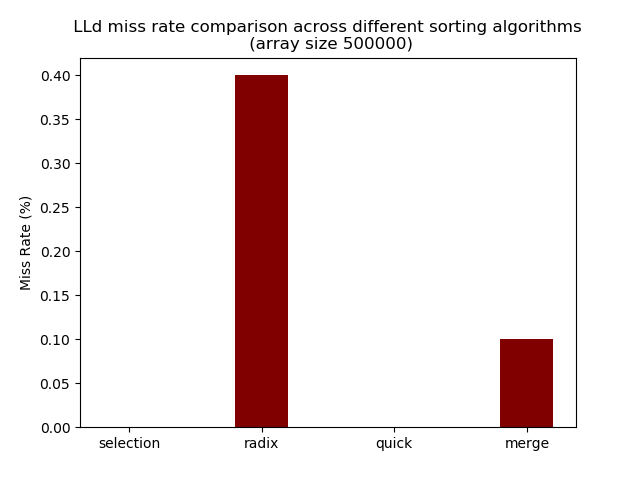 LLd miss rate comparison across different sorting algorithms
(array size 500000)
0.40
0.35
0.30
0.25
0.20
0.15
0.10
0.05
0.00
Miss Rate (%)
selection
radix
quick
merge